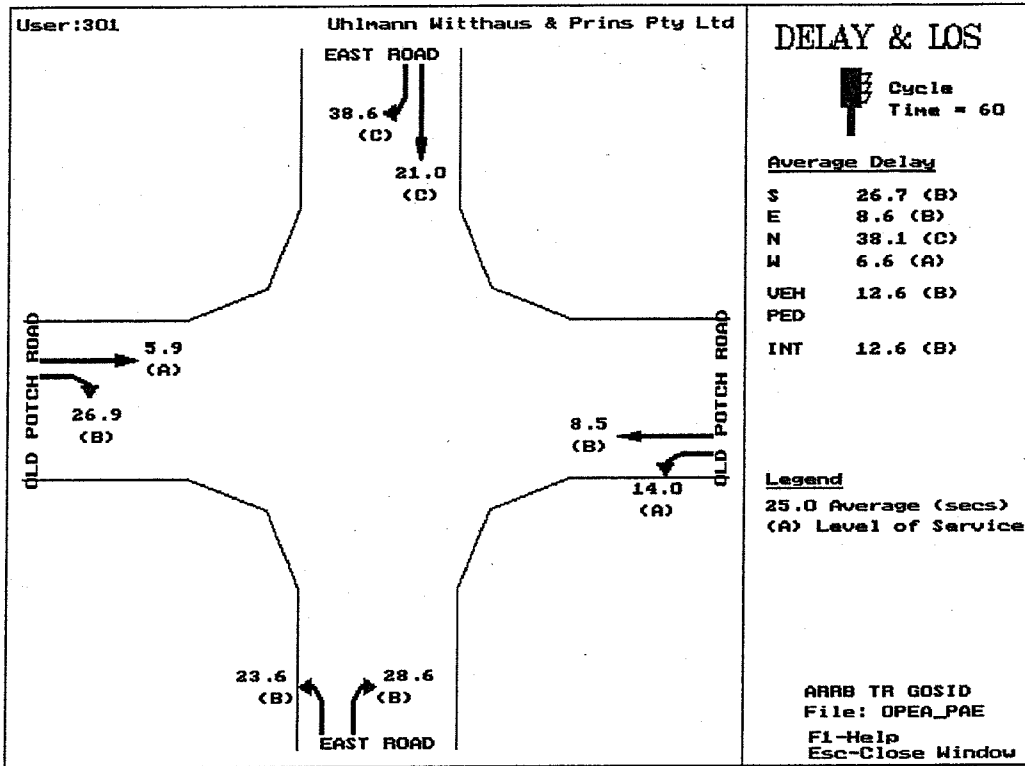 User:301
Uhlmann Witthaus & Prins Pty Ltd
EAST ROAD
38.6
(C)
21.0
(C)
OLD POTCH ROAD
5.9
(A)
26.9
(B)
8.5
(B)
14.0
(A)
OLD POTCH ROAD
23.6
(B)
28.6
(B)
EAST ROAD
DELAY & LOS
Cycle
Time = 60
Average Delay
S 26.7 (B)
E 8.6 (B)
N 38.1 (C)
W 6.6 (A)
VEH 12.6 (B)
PED
INT 12.6 (B)
Legend
25.0 Average (secs)
(A) Level of Service
ARRB TR GOSID
File: OPEA_PAE
F1-Help
Esc-Close Window